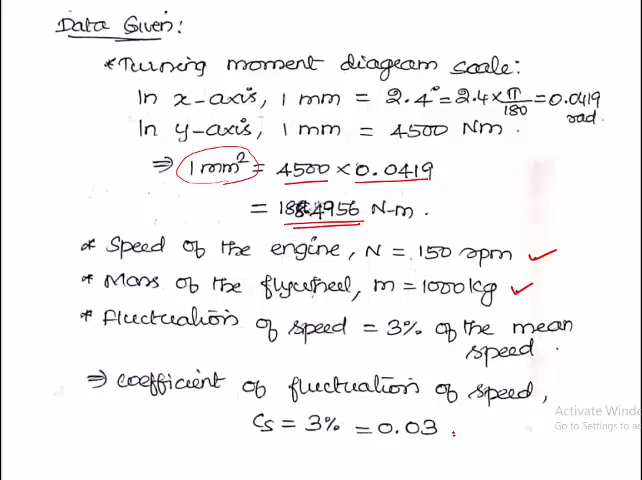 Data Given:
*Turning moment diagram scale:
In x-axis, 1 mm = 2.4° = 2.4 × π/180 = 0.0419 rad.
In y-axis, 1 mm = 4500 Nm.
⇒ 1 mm² = 4500 × 0.0419
= 188.4956 N-m.
* Speed of the engine, N = 150 rpm ✓
* Mass of the flywheel, m = 1000 kg ✓
* Fluctuation of speed = 3% of the mean
speed.
⇒ coefficient of fluctuation of speed,
Cs = 3% = 0.03
Activate Windo
Go to Settings to a